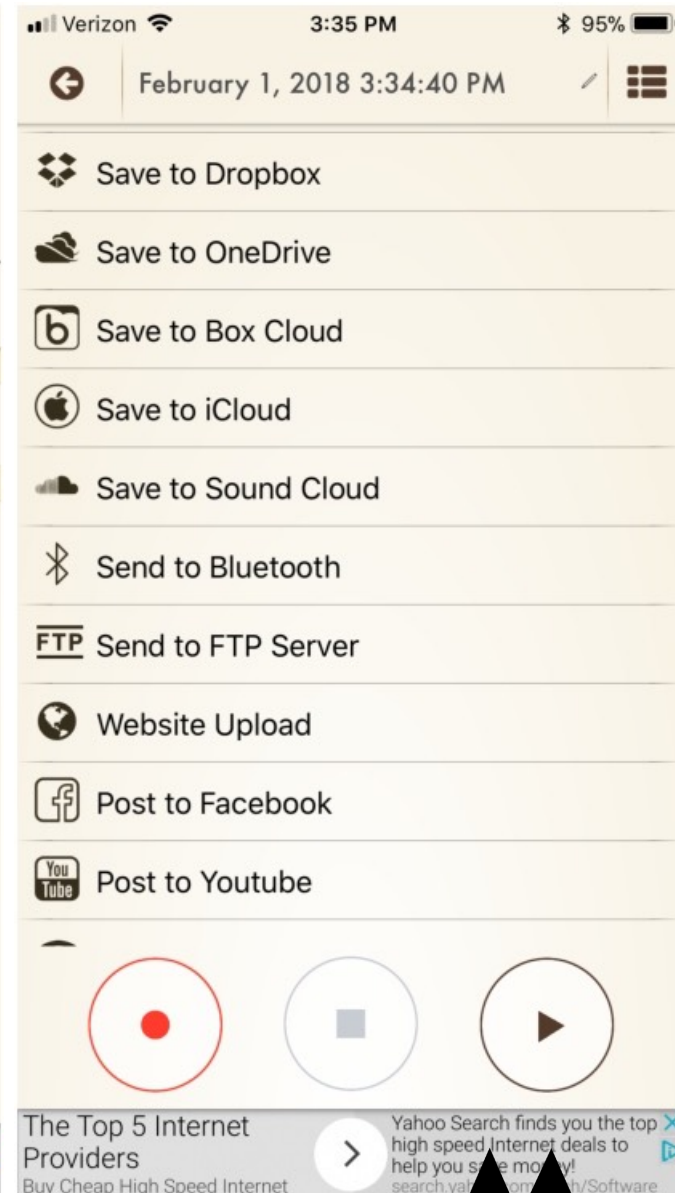 Verizon 3:35 PM 95%
February 1, 2018 3:34:40 PM
Save to Dropbox
Save to OneDrive
b Save to Box Cloud
Save to iCloud
Save to Sound Cloud
Send to Bluetooth
FTP Send to FTP Server
Website Upload
f Post to Facebook
You
Tube Post to Youtube
The Top 5 Internet
Providers
Buy Cheap High Speed Internet
Yahoo Search finds you the top
high speed Internet deals to
help you save money!